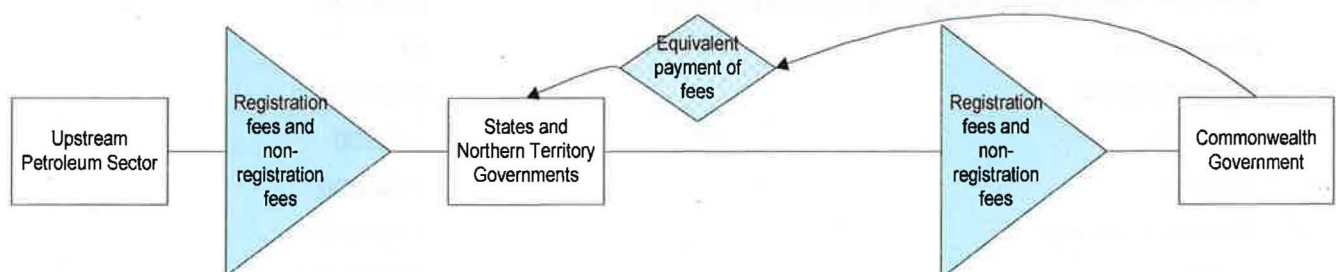 Upstream
Petroleum Sector
Registration
fees and
non-
registration
fees
States and
Northern Territory
Governments
Equivalent
payment of
fees
Registration
fees and
non-
registration
fees
Commonwealth
Government